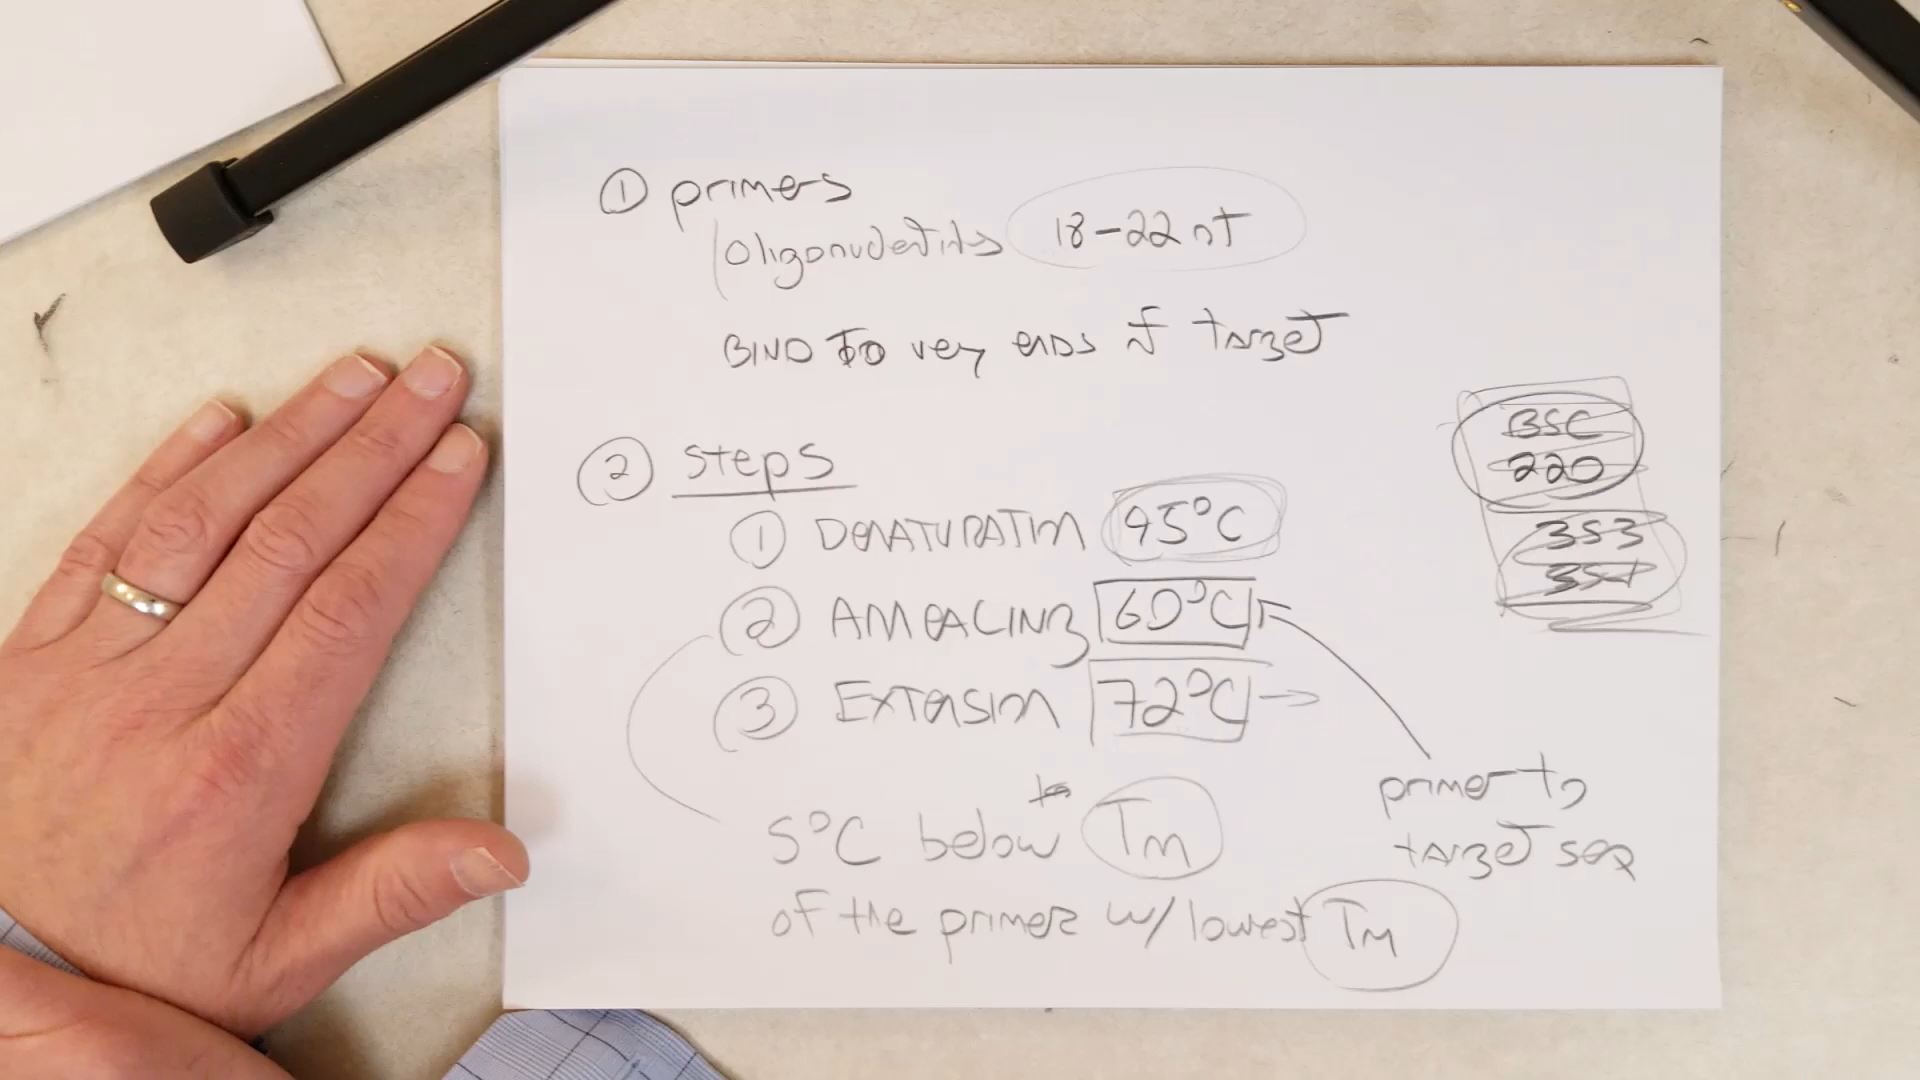 ① primers
oligonucleotides 18-22 nt
BIND to very ENDS of target
② steps
① DENATURATION 95°C
② ANNEALING 60°C
③ EXTENSION 72°C
5°C below the Tm
of the primer w/ lowest Tm
primer to
target seq
BSC
220
353
354